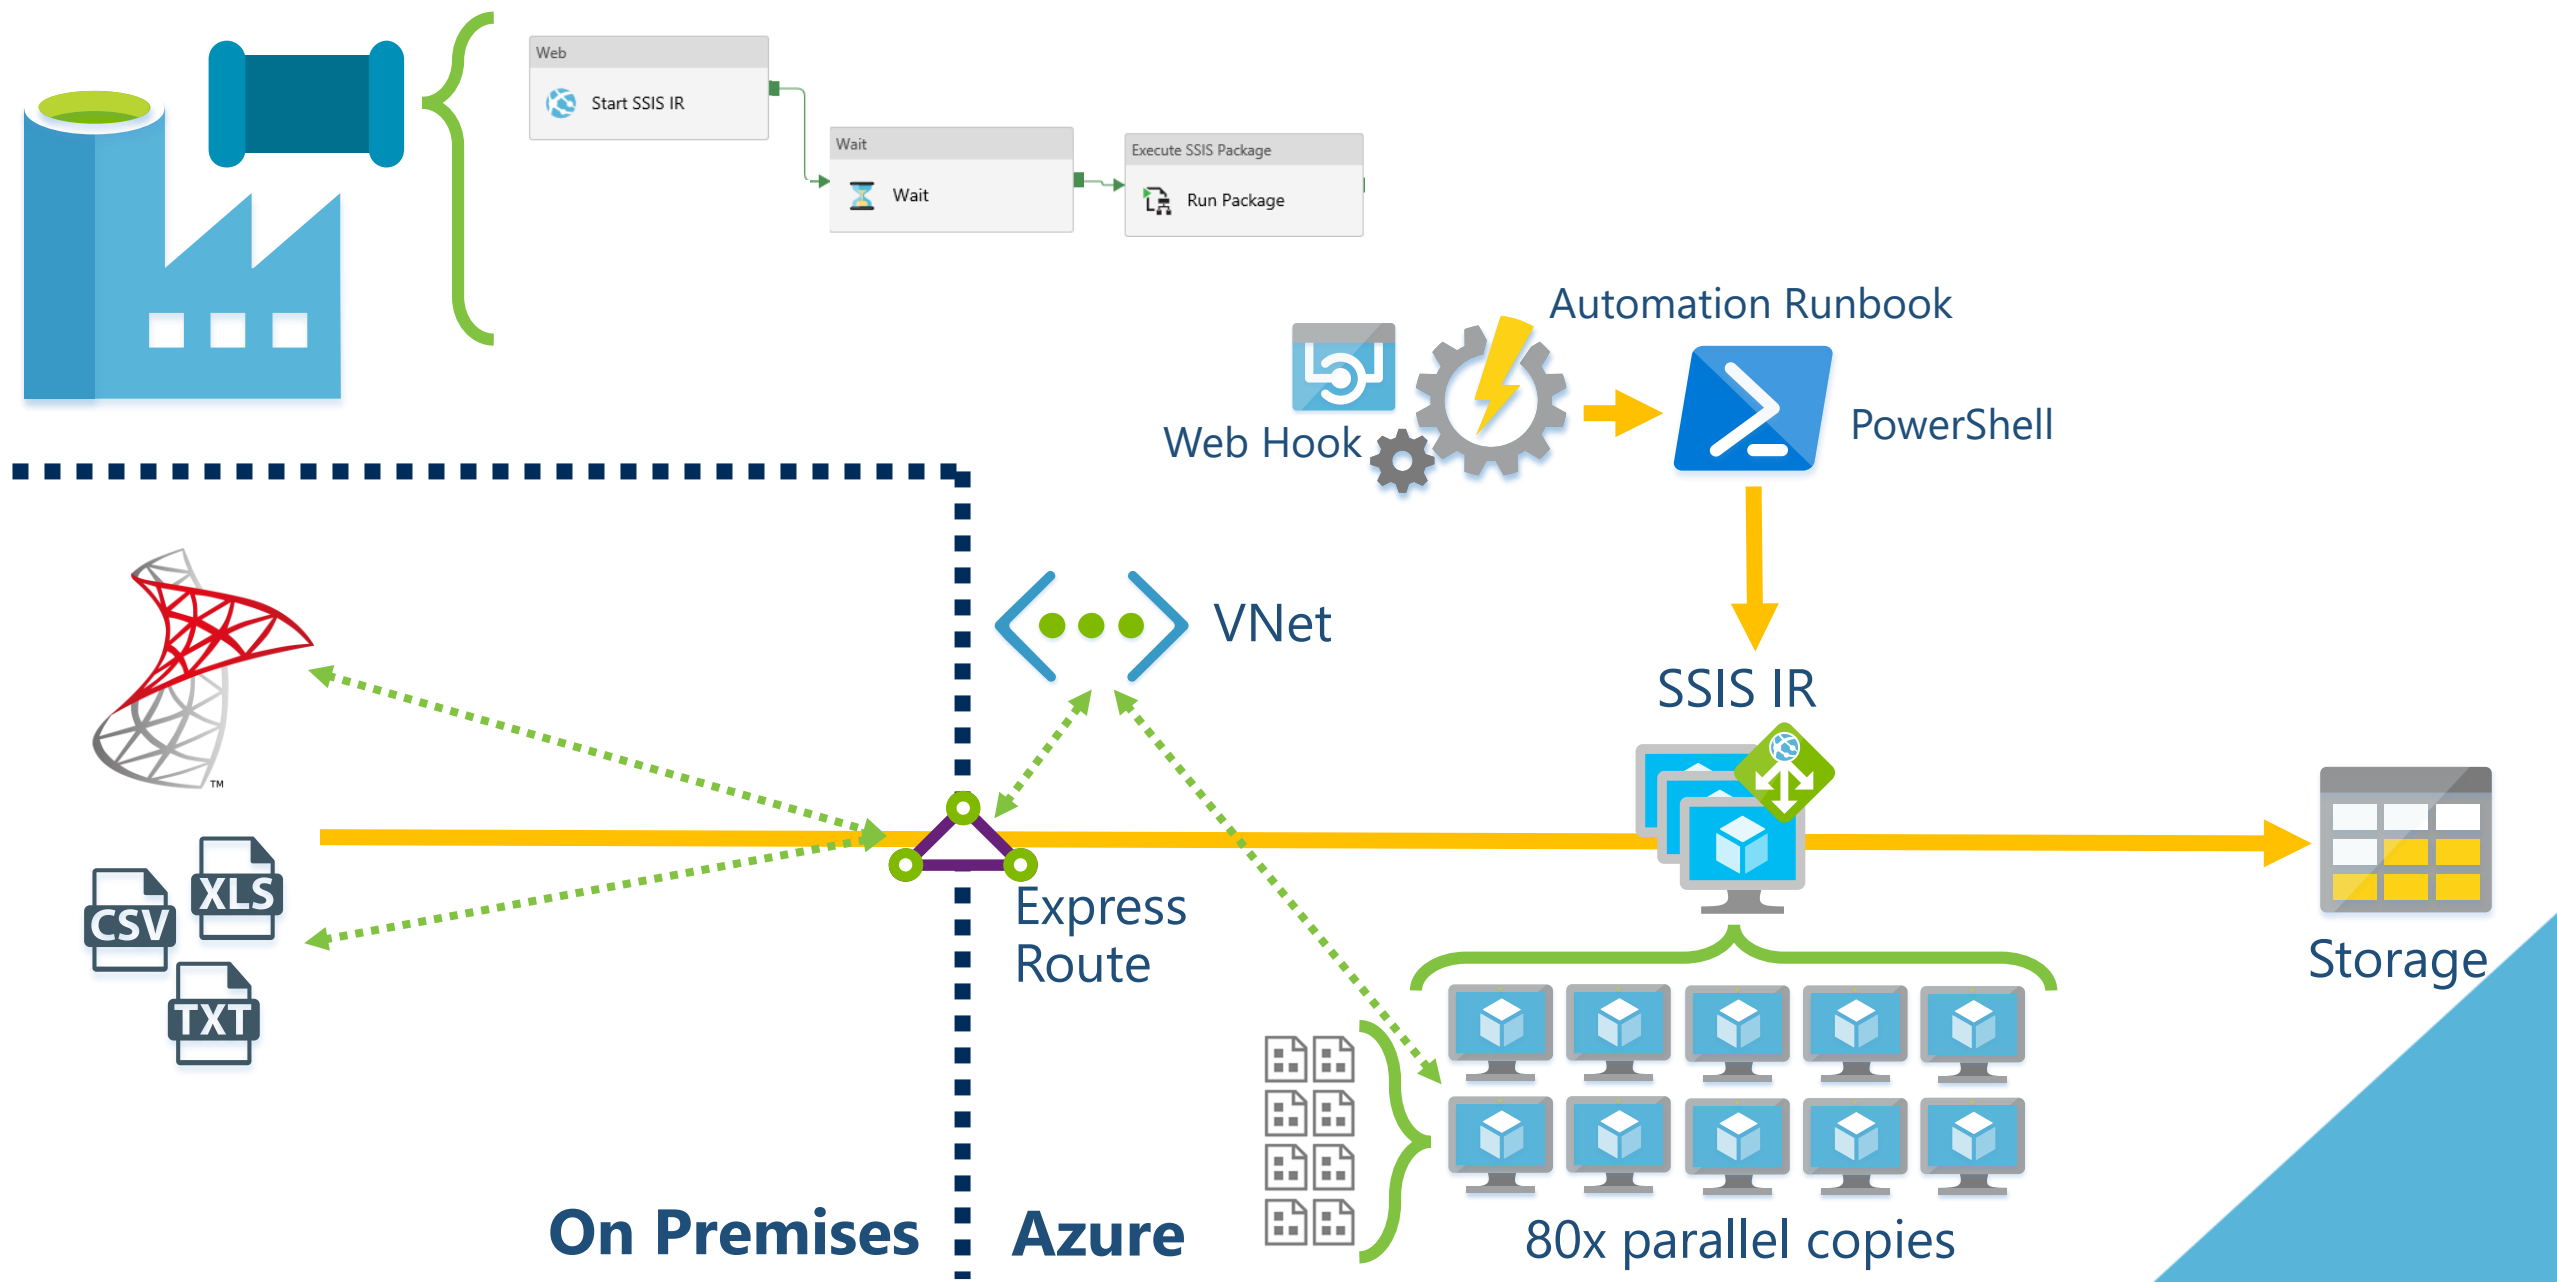 Web
Start SSIS IR
Wait
Wait
Execute SSIS Package
Run Package
Automation Runbook
Web Hook
PowerShell
VNet
SSIS IR
TM
XLS
CSV
TXT
Express
Route
Storage
On Premises
Azure
80x parallel copies